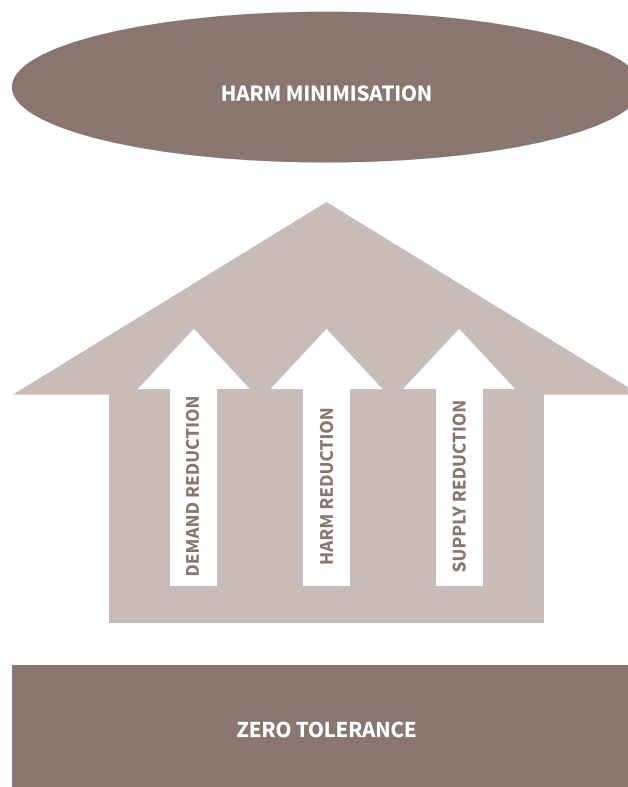 HARM MINIMISATION
DEMAND REDUCTION
HARM REDUCTION
SUPPLY REDUCTION
ZERO TOLERANCE